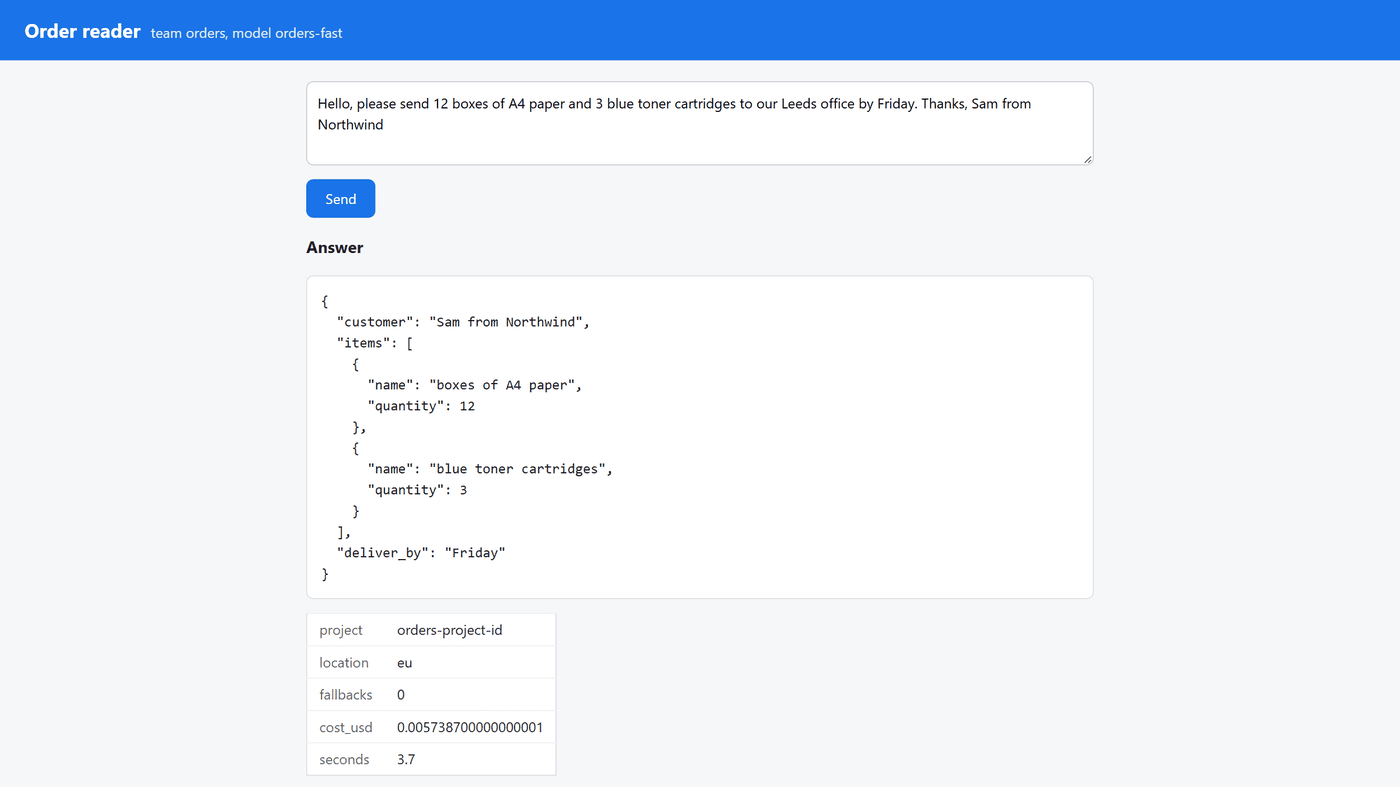 Order reader team orders, model orders-fast
Hello, please send 12 boxes of A4 paper and 3 blue toner cartridges to our Leeds office by Friday. Thanks, Sam from
Northwind
Send
Answer
{
  "customer": "Sam from Northwind",
  "items": [
    {
      "name": "boxes of A4 paper",
      "quantity": 12
    },
    {
      "name": "blue toner cartridges",
      "quantity": 3
    }
  ],
  "deliver_by": "Friday"
}
project orders-project-id
location eu
fallbacks 0
cost_usd 0.005738700000000001
seconds 3.7